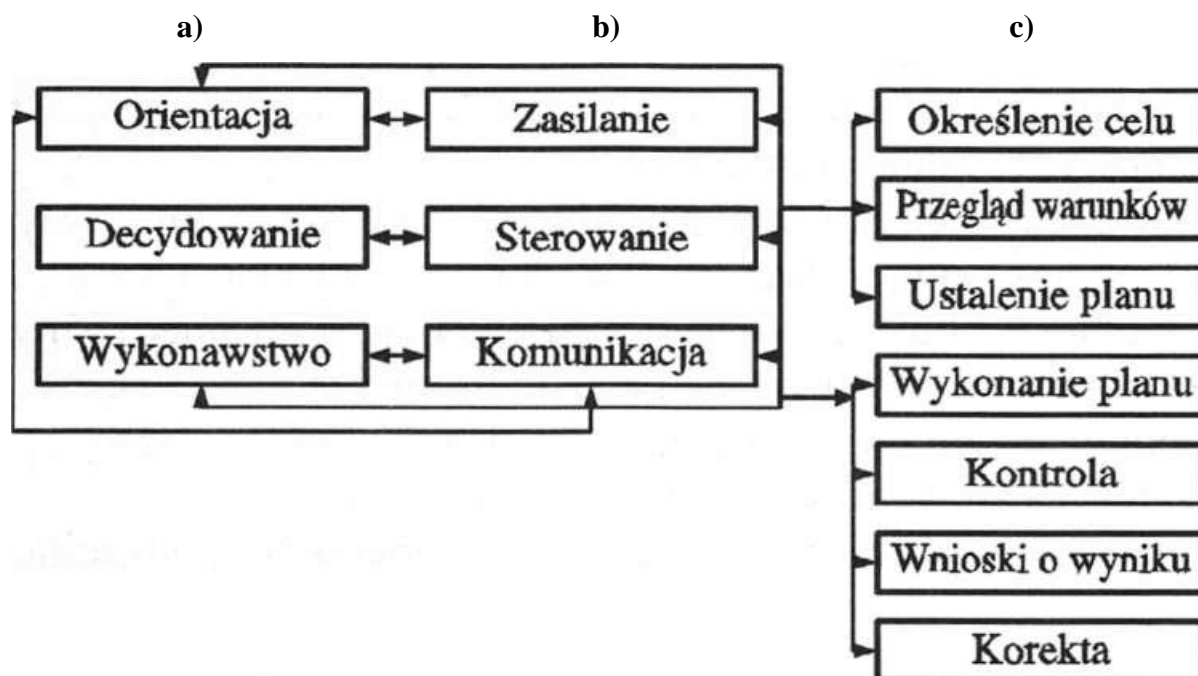 a)
b)
c)
Orientacja
Zasilanie
Określenie celu
Decydowanie
Sterowanie
Przegląd warunków
Ustalenie planu
Wykonawstwo
Komunikacja
Wykonanie planu
Kontrola
Wnioski o wyniku
Korekta